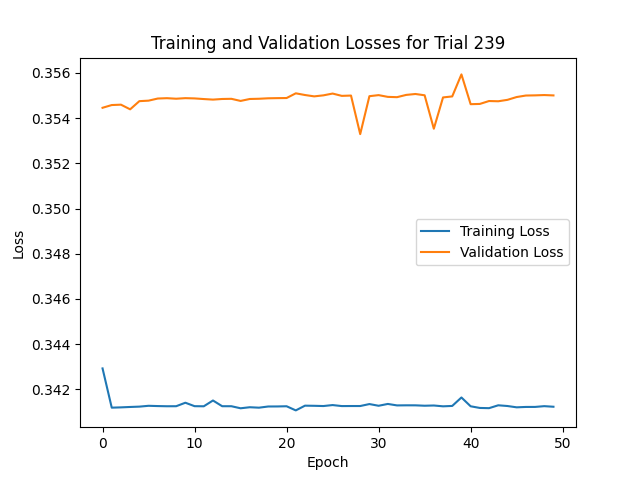 Training and Validation Losses for Trial 239
0.356
0.354
0.352
0.350
0.348
0.346
0.344
0.342
Loss
Training Loss
Validation Loss
0 10 20 30 40 50
Epoch